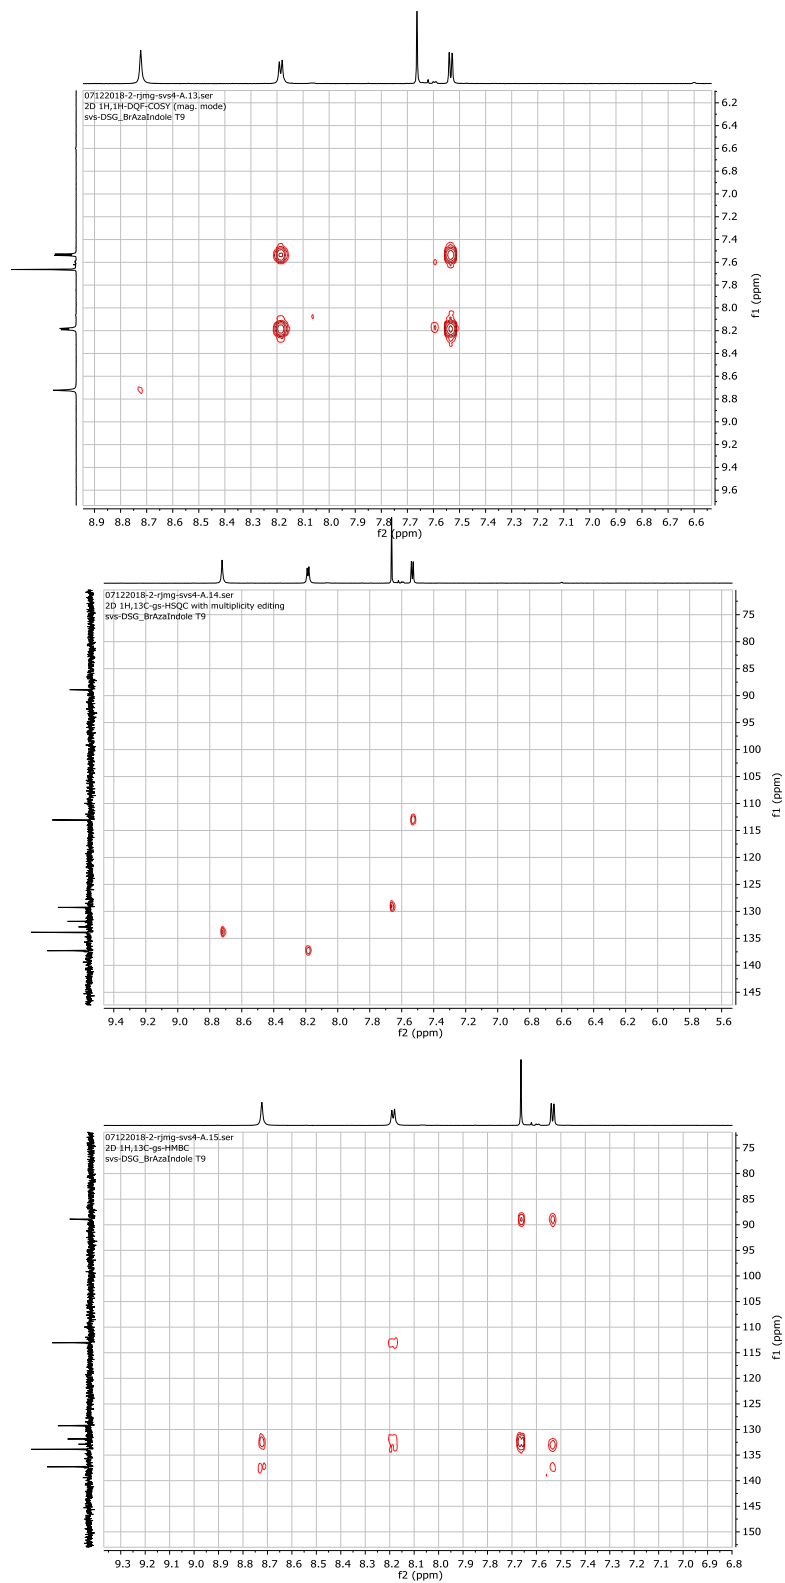 07122018-2-rjmg-svs4-A.13.ser
2D 1H,1H-DQF-COSY (mag. mode)
svs-DSG_BrAzaIndole T9
6.2
6.4
6.6
6.8
7.0
7.2
7.4
7.6
7.8
8.0
8.2
8.4
8.6
8.8
9.0
9.2
9.4
9.6
f1 (ppm)
8.9 8.8 8.7 8.6 8.5 8.4 8.3 8.2 8.1 8.0 7.9 7.8 7.7 7.6 7.5 7.4 7.3 7.2 7.1 7.0 6.9 6.8 6.7 6.6
f2 (ppm)
07122018-2-rjmg-svs4-A.14.ser
2D 1H,13C-gs-HSQC with multiplicity editing
svs-DSG_BrAzaIndole T9
75
80
85
90
95
100
105
110
115
120
125
130
135
140
145
f1 (ppm)
9.4 9.2 9.0 8.8 8.6 8.4 8.2 8.0 7.8 7.6 7.4 7.2 7.0 6.8 6.6 6.4 6.2 6.0 5.8 5.6
f2 (ppm)
07122018-2-rjmg-svs4-A.15.ser
2D 1H,13C-gs-HMBC
svs-DSG_BrAzaIndole T9
75
80
85
90
95
100
105
110
115
120
125
130
135
140
145
150
f1 (ppm)
9.3 9.2 9.1 9.0 8.9 8.8 8.7 8.6 8.5 8.4 8.3 8.2 8.1 8.0 7.9 7.8 7.7 7.6 7.5 7.4 7.3 7.2 7.1 7.0 6.9 6.8
f2 (ppm)